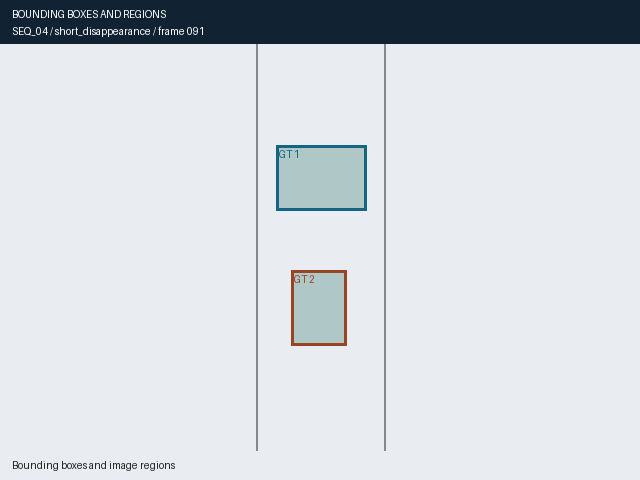 BOUNDING BOXES AND REGIONS
SEQ_04 / short_disappearance / frame 091
GT1
GT2
Bounding boxes and image regions